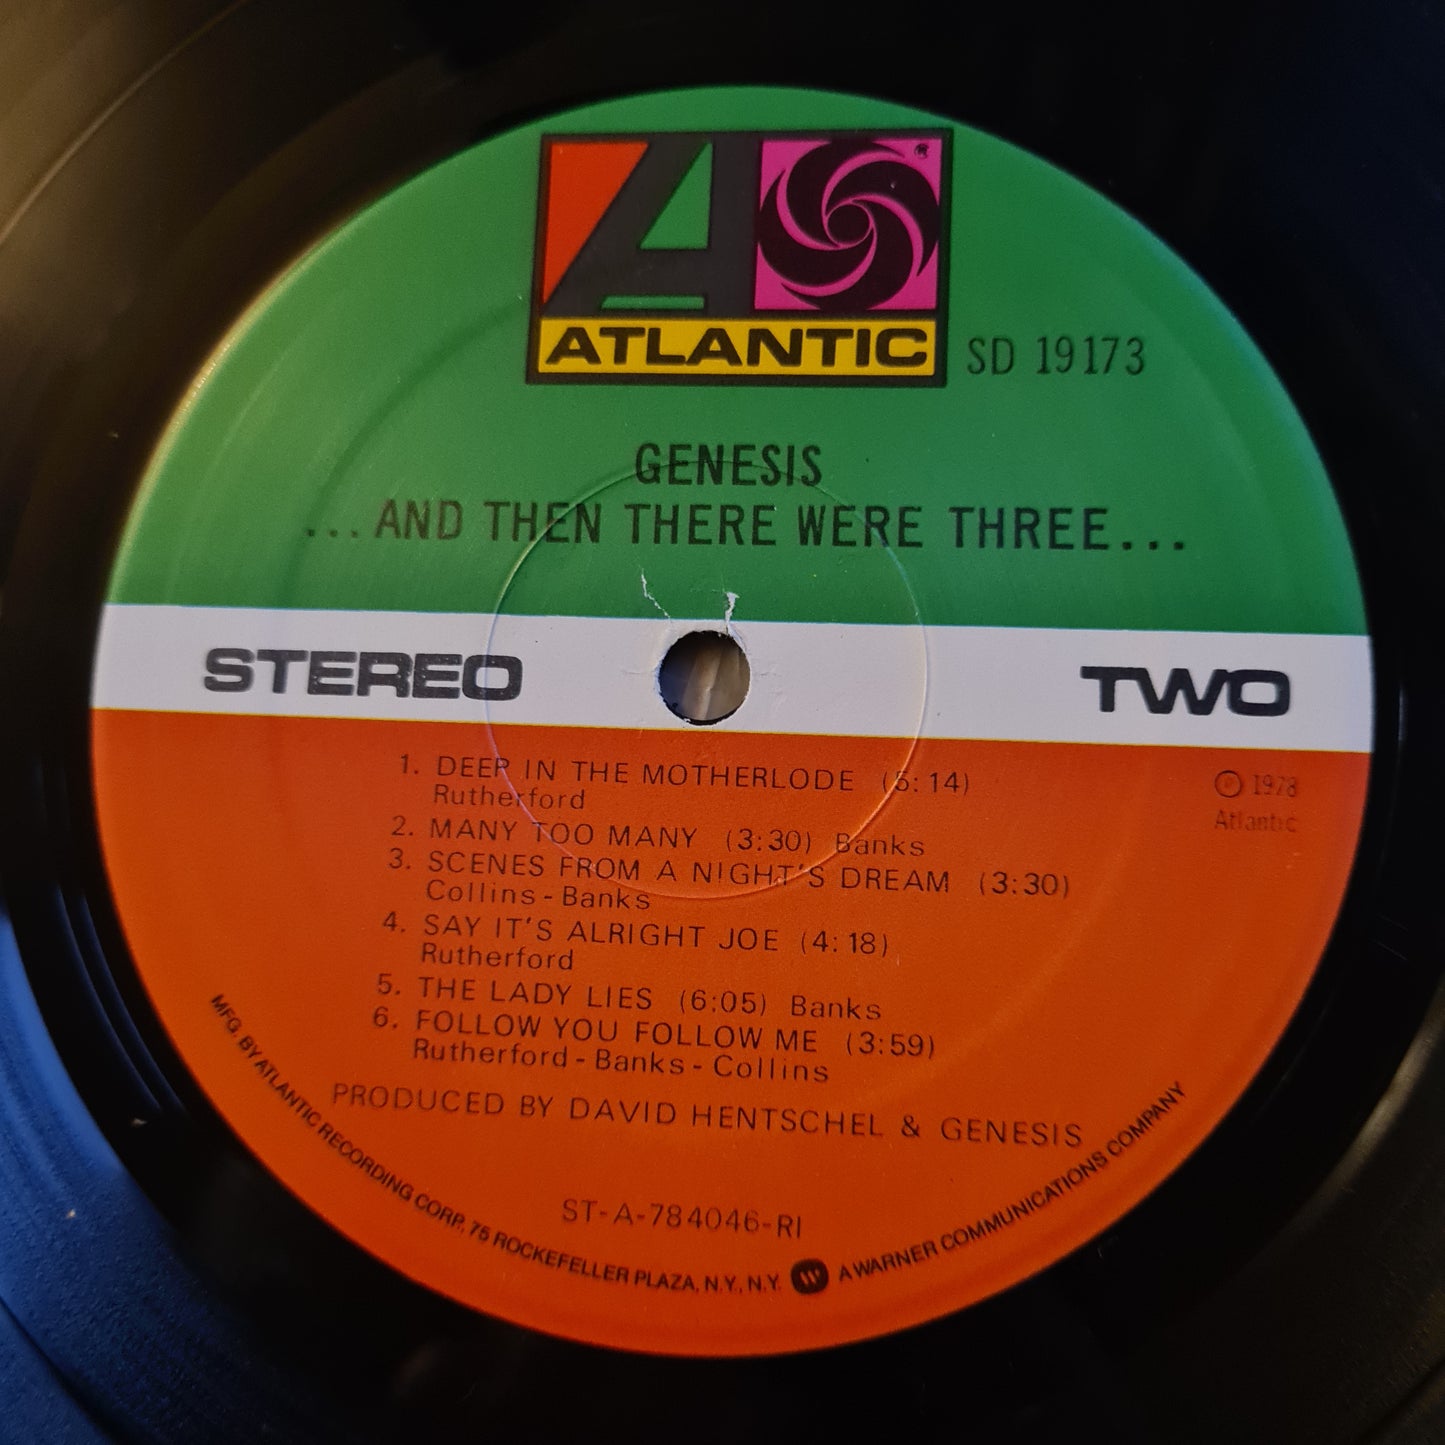 ATLANTIC
®
SD 19173
GENESIS
...AND THEN THERE WERE THREE...
STEREO
TWO
1. DEEP IN THE MOTHERLODE (5:14)
Rutherford
2. MANY TOO MANY (3:30) Banks
3. SCENES FROM A NIGHT'S DREAM (3:30)
Collins - Banks
4. SAY IT'S ALRIGHT JOE (4:18)
Rutherford
5. THE LADY LIES (6:05) Banks
6. FOLLOW YOU FOLLOW ME (3:59)
Rutherford - Banks - Collins
PRODUCED BY DAVID HENTSCHEL & GENESIS
℗ 1978
Atlantic
ST-A-784046-RI
MFG. BY ATLANTIC RECORDING CORP., 75 ROCKEFELLER PLAZA, N.Y., N.Y. W A WARNER COMMUNICATIONS COMPANY